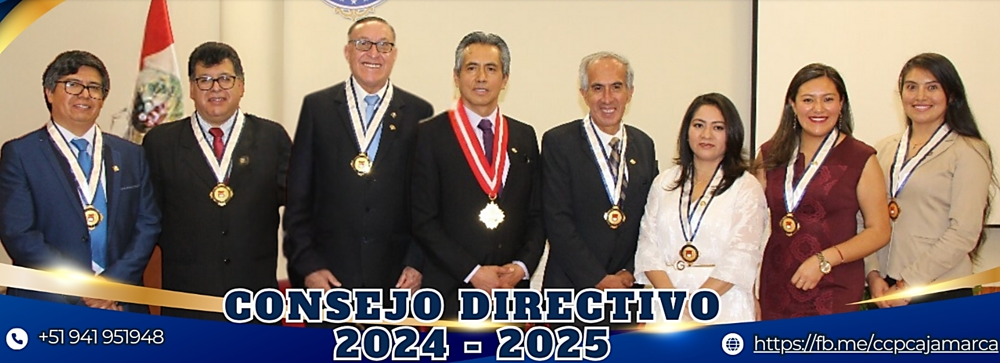 CONSEJO DIRECTIVO
2024 - 2025
+51 941 951948
https://fb.me/ccpcajamarca